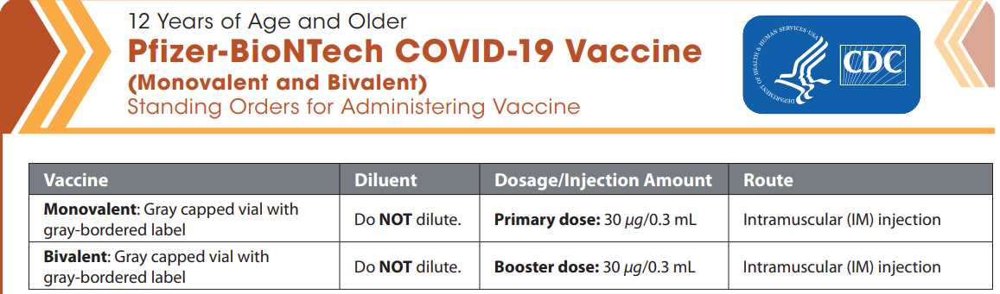 12 Years of Age and Older
Pfizer-BioNTech COVID-19 Vaccine
(Monovalent and Bivalent)
Standing Orders for Administering Vaccine
DEPARTMENT OF HEALTH & HUMAN SERVICES·USA
CDC
Vaccine Diluent Dosage/Injection Amount Route
Monovalent: Gray capped vial with
gray-bordered label
Do NOT dilute.
Primary dose: 30 µg/0.3 mL
Intramuscular (IM) injection
Bivalent: Gray capped vial with
gray-bordered label
Do NOT dilute.
Booster dose: 30 µg/0.3 mL
Intramuscular (IM) injection